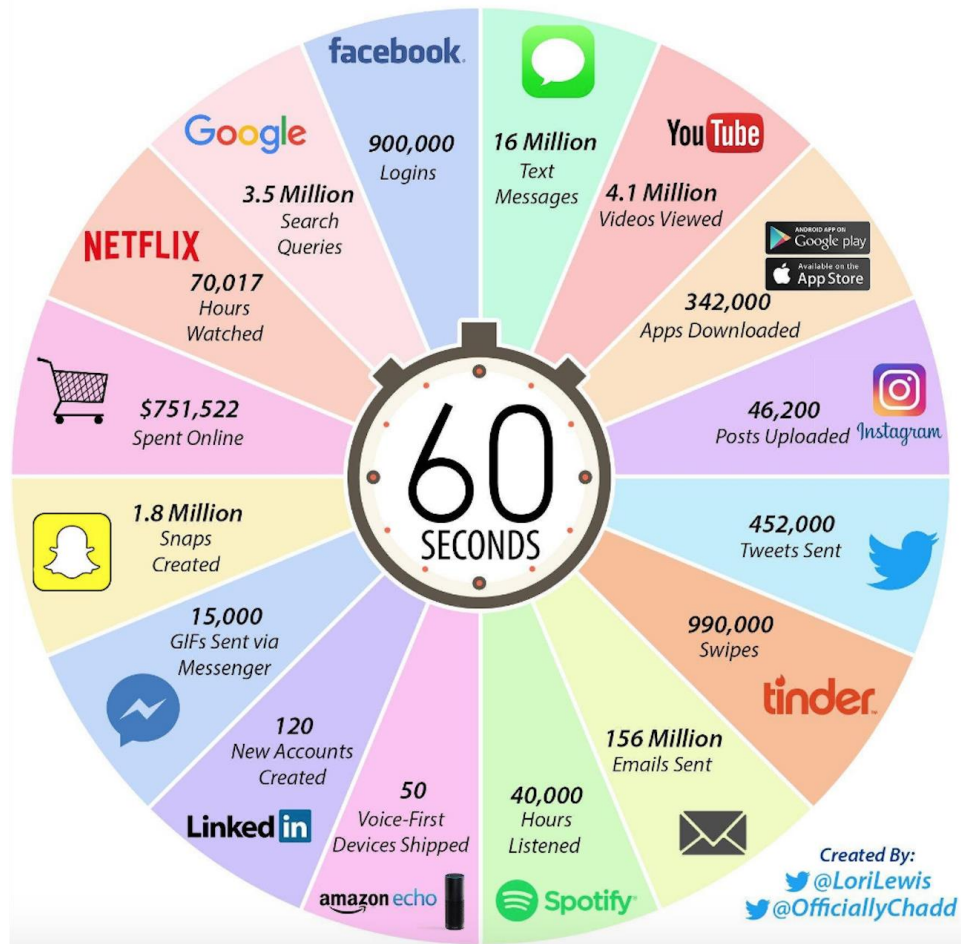 facebook.
900,000
Logins
16 Million
Text
Messages
YouTube
4.1 Million
Videos Viewed
ANDROID APP ON
Google play
Available on the
App Store
342,000
Apps Downloaded
46,200
Posts Uploaded
Instagram
452,000
Tweets Sent
990,000
Swipes
tinder
156 Million
Emails Sent
40,000
Hours
Listened
Spotify
50
Voice-First
Devices Shipped
amazon echo
120
New Accounts
Created
Linked in
15,000
GIFs Sent via
Messenger
1.8 Million
Snaps
Created
$751,522
Spent Online
NETFLIX
70,017
Hours
Watched
Google
3.5 Million
Search
Queries
60
SECONDS
Created By:
@LoriLewis
@OfficiallyChadd